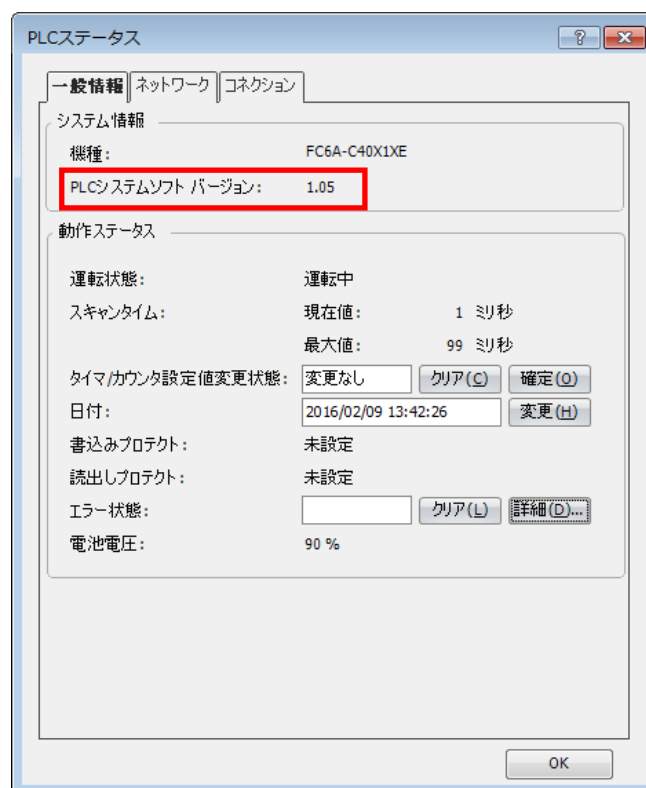 PLCステータス
一般情報 ネットワーク コネクション
システム情報
機種: FC6A-C40X1XE
PLCシステムソフト バージョン: 1.05
動作ステータス
運転状態: 運転中
スキャンタイム: 現在値: 1 ミリ秒
最大値: 99 ミリ秒
タイマ/カウンタ設定値変更状態: 変更なし クリア(C) 確定(O)
日付: 2016/02/09 13:42:26 変更(H)
書込みプロテクト: 未設定
読出しプロテクト: 未設定
エラー状態: クリア(L) 詳細(D)...
電池電圧: 90 %
OK